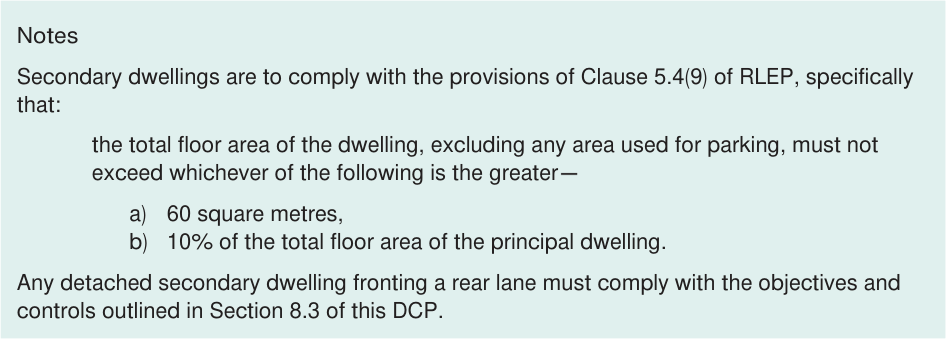 Notes
Secondary dwellings are to comply with the provisions of Clause 5.4(9) of RLEP, specifically
that:
the total floor area of the dwelling, excluding any area used for parking, must not
exceed whichever of the following is the greater—
a) 60 square metres,
b) 10% of the total floor area of the principal dwelling.
Any detached secondary dwelling fronting a rear lane must comply with the objectives and
controls outlined in Section 8.3 of this DCP.